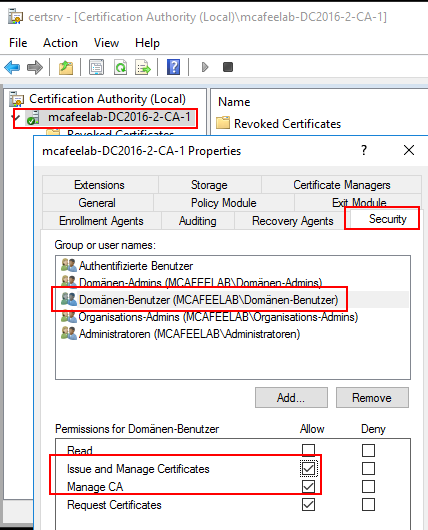 certsrv - [Certification Authority (Local)\mcafeelab-DC2016-2-CA-1]
File Action View Help
Certification Authority (Local)
mcafeelab-DC2016-2-CA-1
Revoked Certificates
Name
Revoked Certificates
mcafeelab-DC2016-2-CA-1 Properties
? ×
Extensions Storage Certificate Managers
General Policy Module Exit Module
Enrollment Agents Auditing Recovery Agents Security
Group or user names:
Authentifizierte Benutzer
Domänen-Admins (MCAFEELAB\Domänen-Admins)
Domänen-Benutzer (MCAFEELAB\Domänen-Benutzer)
Organisations-Admins (MCAFEELAB\Organisations-Admins)
Administratoren (MCAFEELAB\Administratoren)
Add... Remove
Permissions for Domänen-Benutzer Allow Deny
Read
Issue and Manage Certificates
Manage CA
Request Certificates